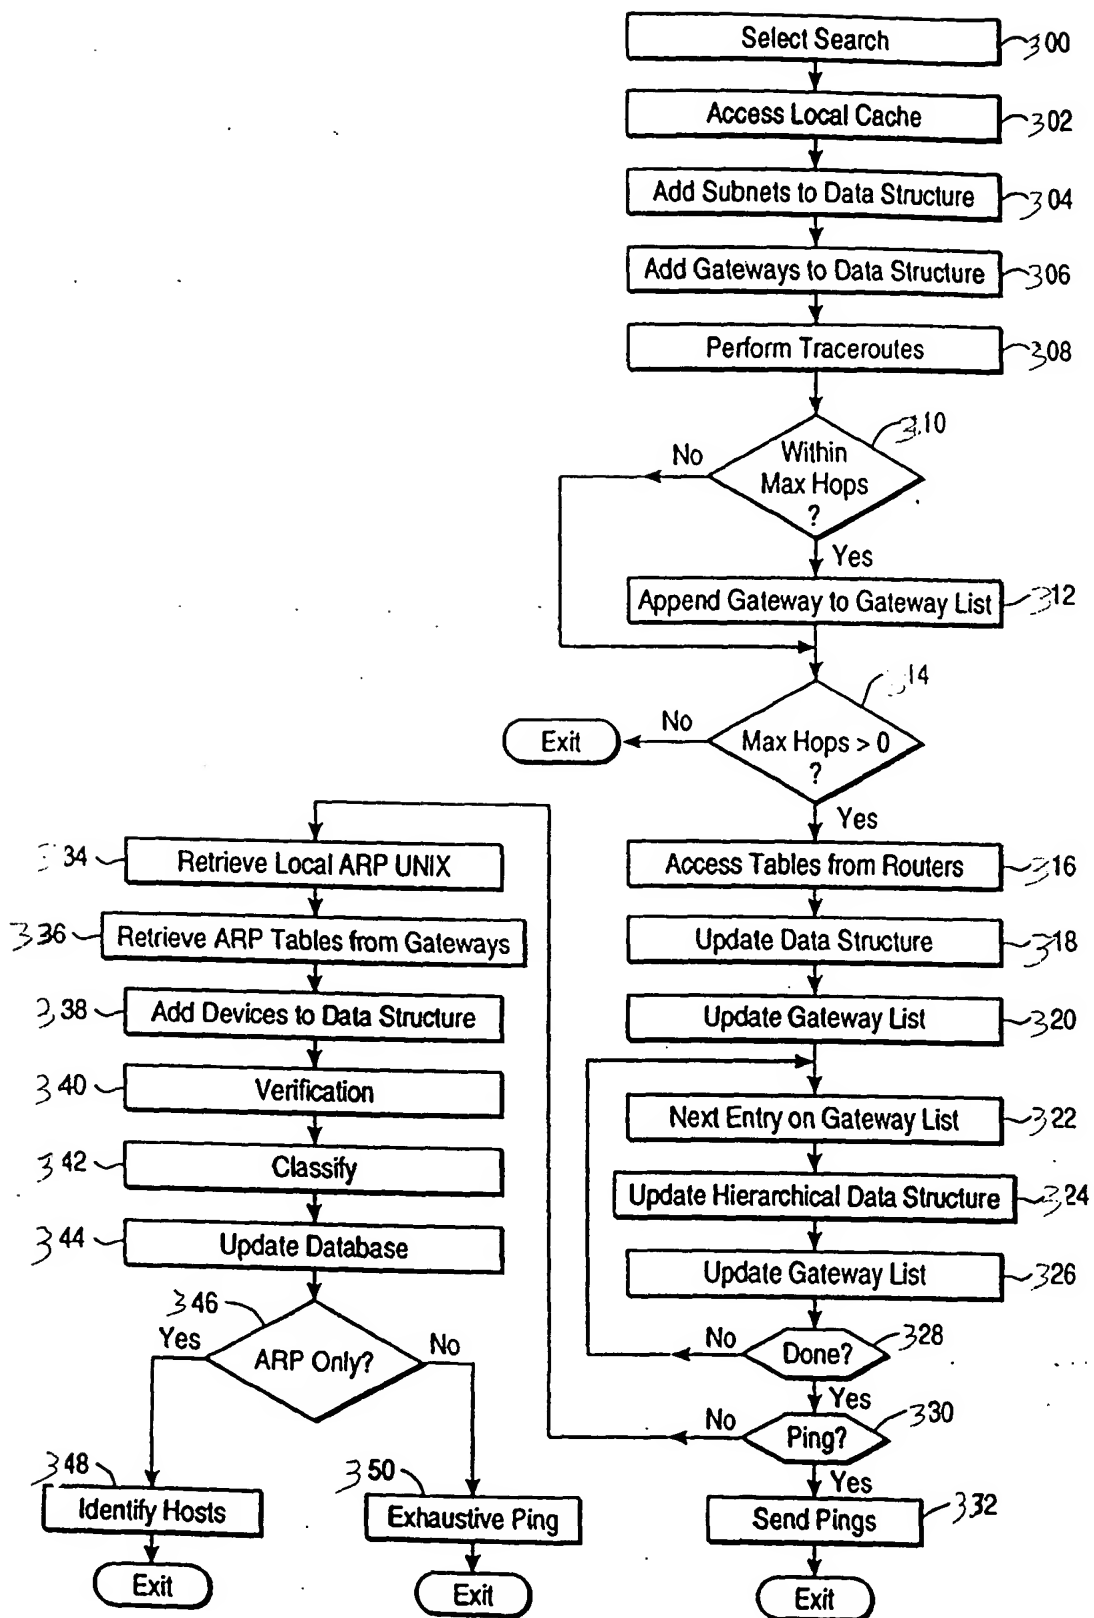 Select Search
300
Access Local Cache
302
Add Subnets to Data Structure
304
Add Gateways to Data Structure
306
Perform Traceroutes
308
310
Within
Max Hops
?
No
Yes
Append Gateway to Gateway List
312
314
Max Hops > 0
?
No
Exit
Yes
Access Tables from Routers
316
Update Data Structure
318
Update Gateway List
320
Next Entry on Gateway List
322
Update Hierarchical Data Structure
324
Update Gateway List
326
Done?
328
No
Yes
Ping?
330
No
Yes
Send Pings
332
Exit
334
Retrieve Local ARP UNIX
336
Retrieve ARP Tables from Gateways
338
Add Devices to Data Structure
340
Verification
342
Classify
344
Update Database
346
ARP Only?
Yes
No
348
Identify Hosts
Exit
350
Exhaustive Ping
Exit